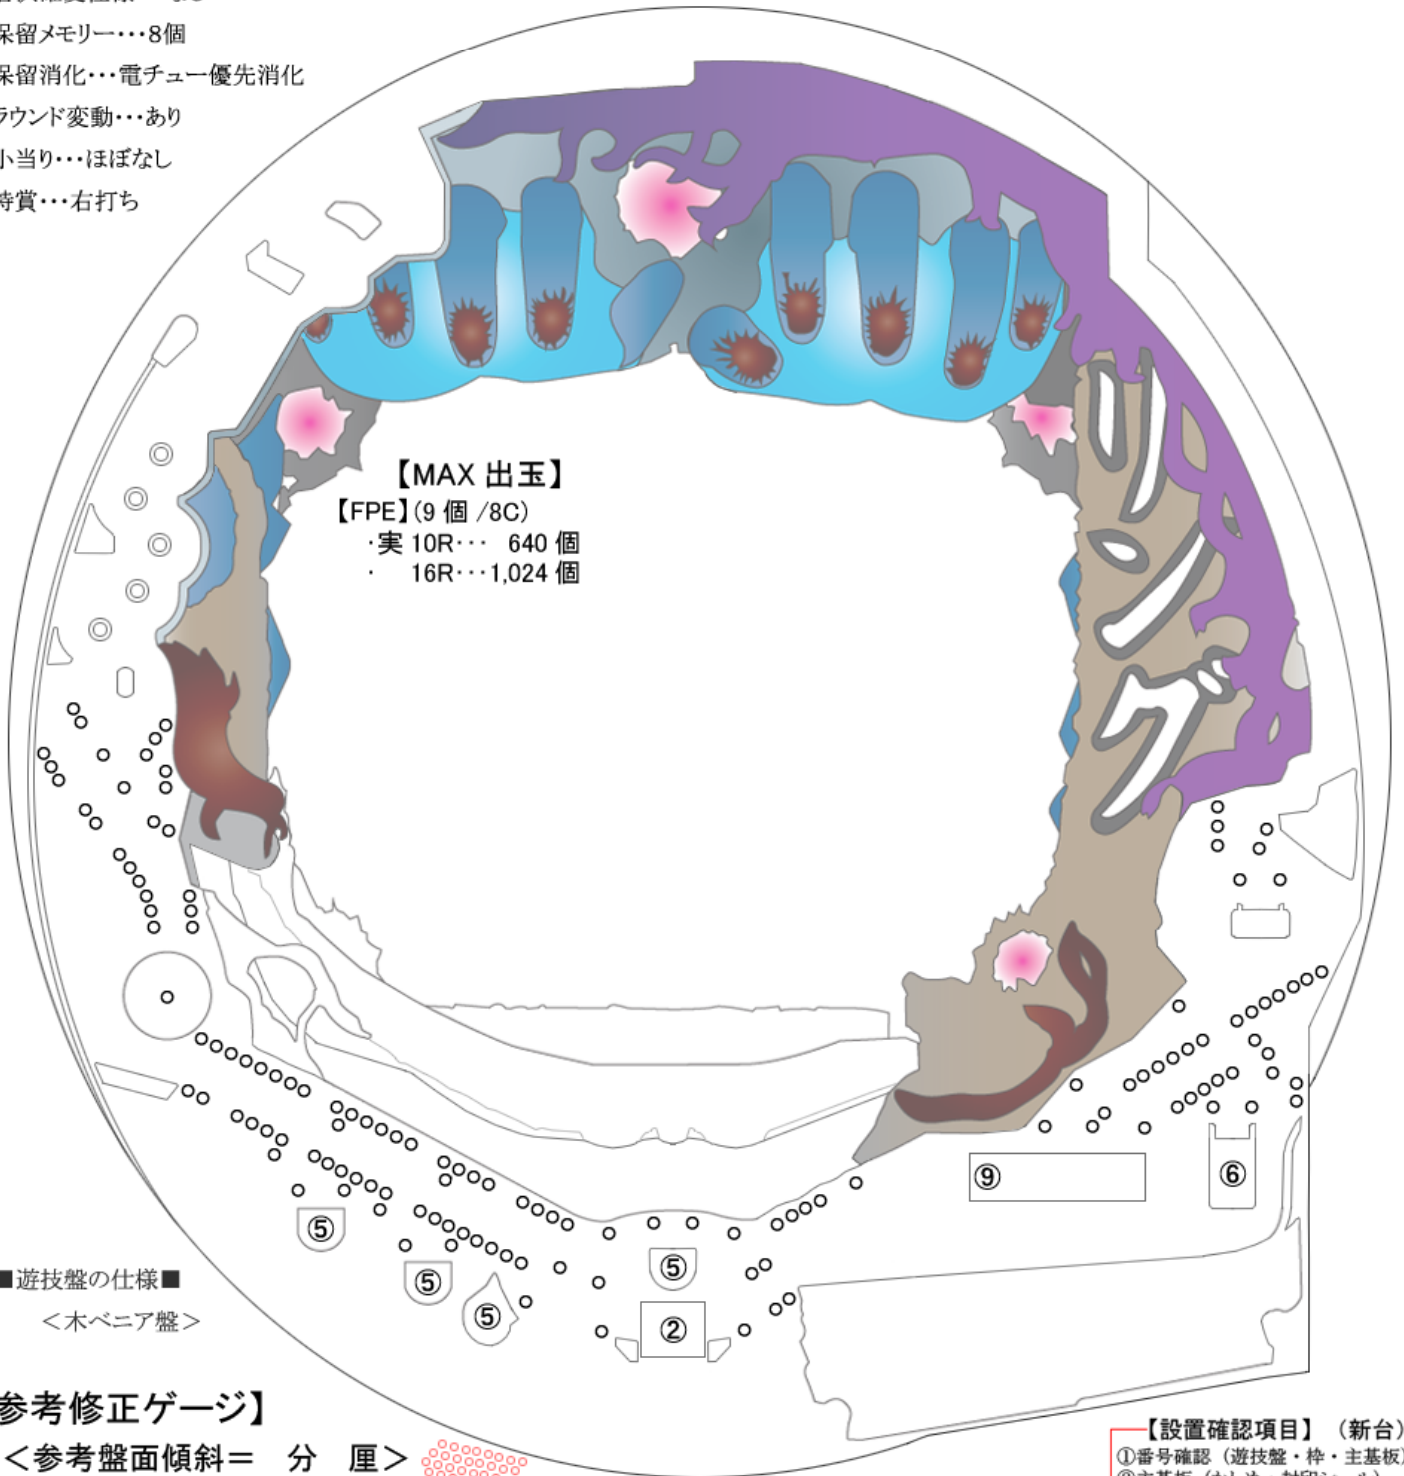 保留メモリー･･･8個
保留消化･･･電チュー優先消化
ラウンド変動･･･あり
小当り･･･ほぼなし
特賞･･･右打ち
リング
【MAX 出玉】
【FPE】(9 個 /8C)
･実 10R･･･ 640 個
･ 16R･･･1,024 個
⑨
⑥
⑤
⑤
⑤
⑤
②
■遊技盤の仕様■
＜木ベニア盤＞
参考修正ゲージ】
＜参考盤面傾斜＝ 分 厘＞
【設置確認項目】（新台）
①番号確認（遊技盤・枠・主基板）